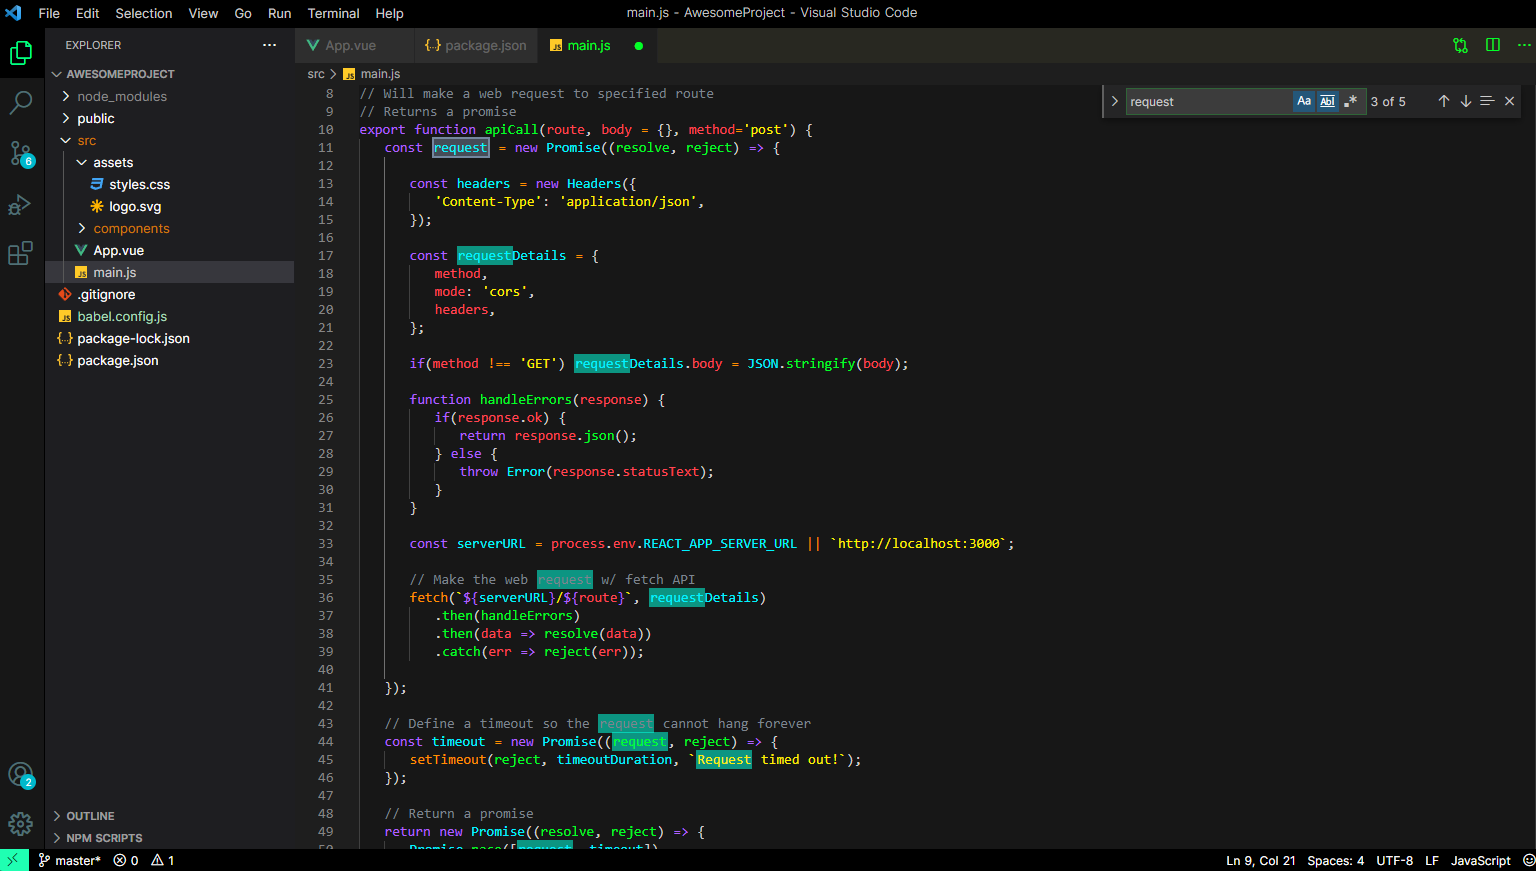 File Edit Selection View Go Run Terminal Help main.js - AwesomeProject - Visual Studio Code
EXPLORER ···
AWESOMEPROJECT
node_modules
public
src
assets
styles.css
logo.svg
components
App.vue
main.js
.gitignore
babel.config.js
package-lock.json
package.json
OUTLINE
NPM SCRIPTS
6
2
App.vue {..} package.json JS main.js
src > JS main.js
request Aa Abl .* 3 of 5
8 // Will make a web request to specified route
9 // Returns a promise
10 export function apiCall(route, body = {}, method='post') {
11 const request = new Promise((resolve, reject) => {
12
13 const headers = new Headers({
14 'Content-Type': 'application/json',
15 });
16
17 const requestDetails = {
18 method,
19 mode: 'cors',
20 headers,
21 };
22
23 if(method !== 'GET') requestDetails.body = JSON.stringify(body);
24
25 function handleErrors(response) {
26 if(response.ok) {
27 return response.json();
28 } else {
29 throw Error(response.statusText);
30 }
31 }
32
33 const serverURL = process.env.REACT_APP_SERVER_URL || `http://localhost:3000`;
34
35 // Make the web request w/ fetch API
36 fetch(`${serverURL}/${route}`, requestDetails)
37 .then(handleErrors)
38 .then(data => resolve(data))
39 .catch(err => reject(err));
40
41 });
42
43 // Define a timeout so the request cannot hang forever
44 const timeout = new Promise((request, reject) => {
45 setTimeout(reject, timeoutDuration, `Request timed out!`);
46 });
47
48 // Return a promise
49 return new Promise((resolve, reject) => {
50 Promise.race([request, timeout])
master* 0 1 Ln 9, Col 21 Spaces: 4 UTF-8 LF JavaScript